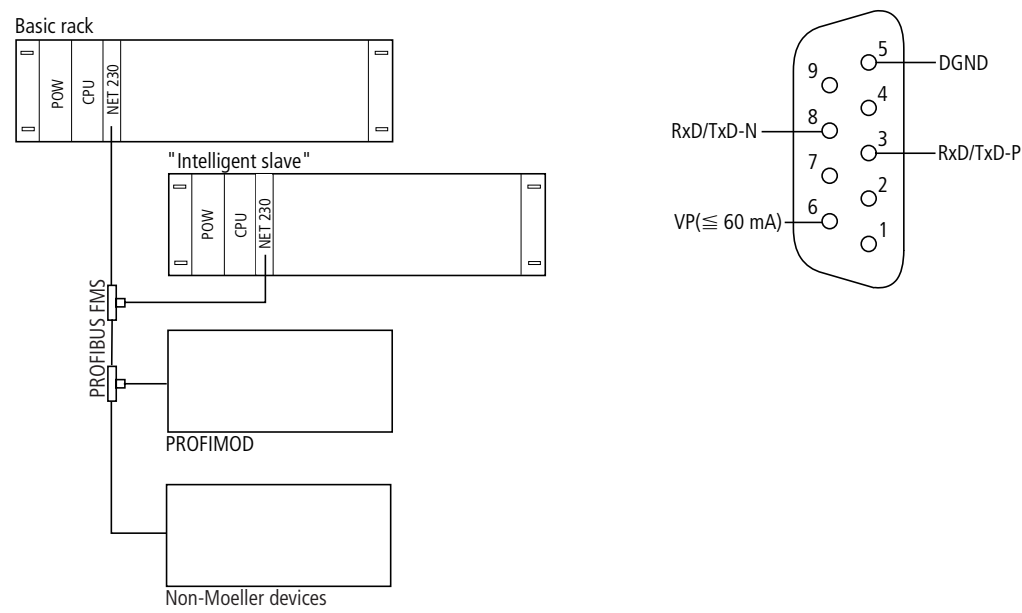 Basic rack
POW
CPU
NET 230
"Intelligent slave"
POW
CPU
NET 230
PROFIBUS FMS
PROFIMOD
Non-Moeller devices
5
DGND
9
4
8
RxD/TxD-N
3
RxD/TxD-P
7
2
6
VP(≦ 60 mA)
1